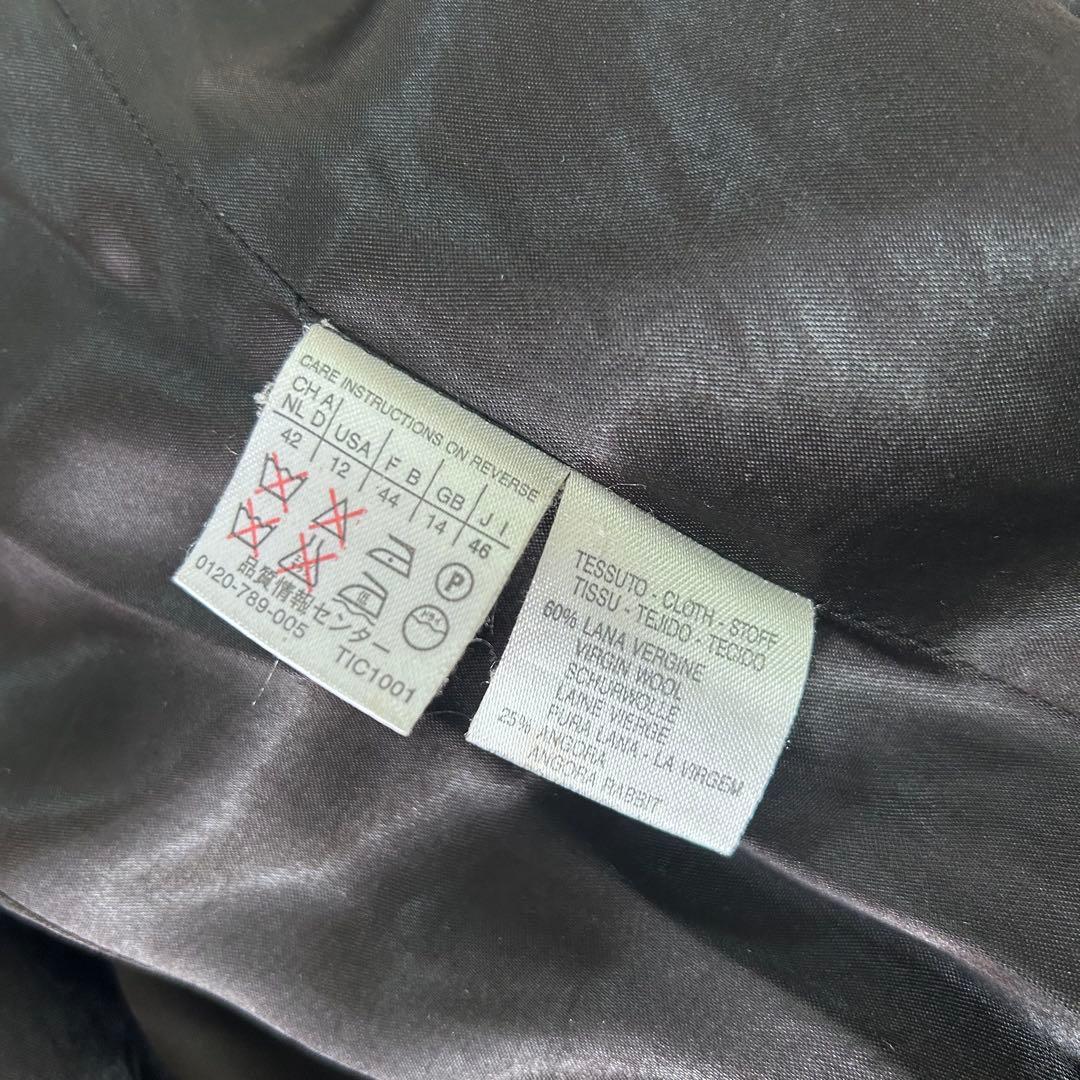 CARE INSTRUCTIONS ON REVERSE
CH A
NL D USA F B GB J I
42 12 44 14 46
P
品質情報センター
0120-789-005
TIC1001
TESSUTO - CLOTH - STOFF
TISSU - TEJIDO - TECIDO
60% LANA VERGINE
VIRGIN WOOL
SCHURWOLLE
LAINE VIERGE
PURA LANA - LA VIRGEM
25% ANGORA
ANGORA RABBIT